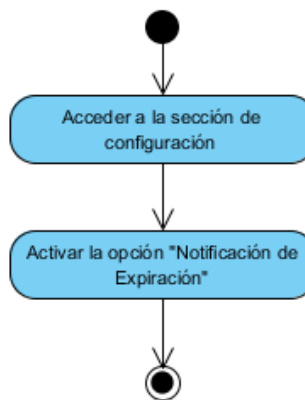 Acceder a la sección de
configuración
Activar la opción "Notificación de
Expiración"